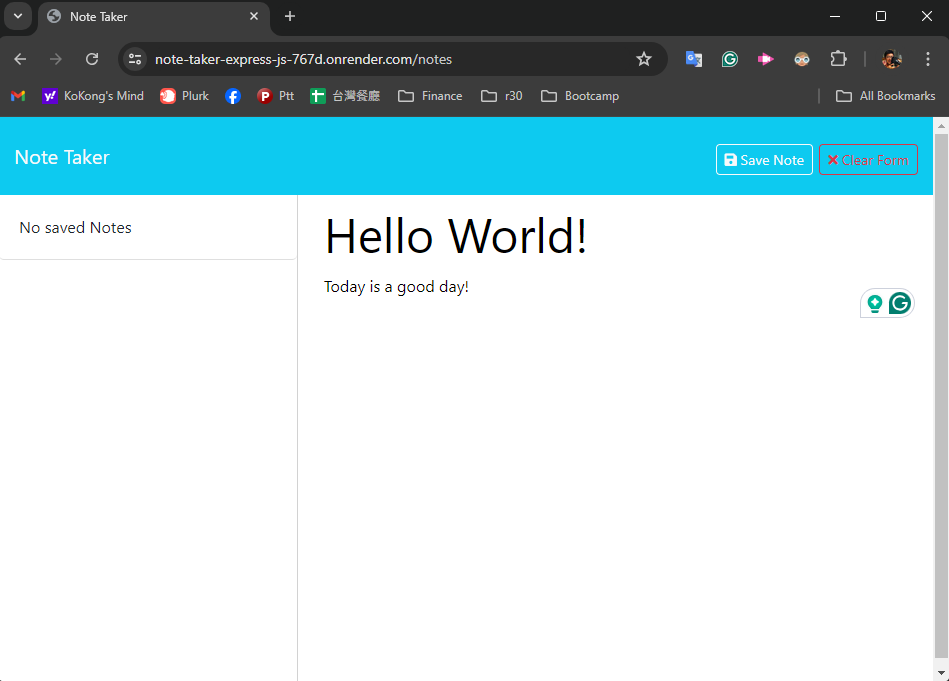 Note Taker
note-taker-express-js-767d.onrender.com/notes
KoKong's Mind Plurk Ptt 台灣餐廳 Finance r30 Bootcamp All Bookmarks
Note Taker
Save Note Clear Form
No saved Notes
Hello World!
Today is a good day!